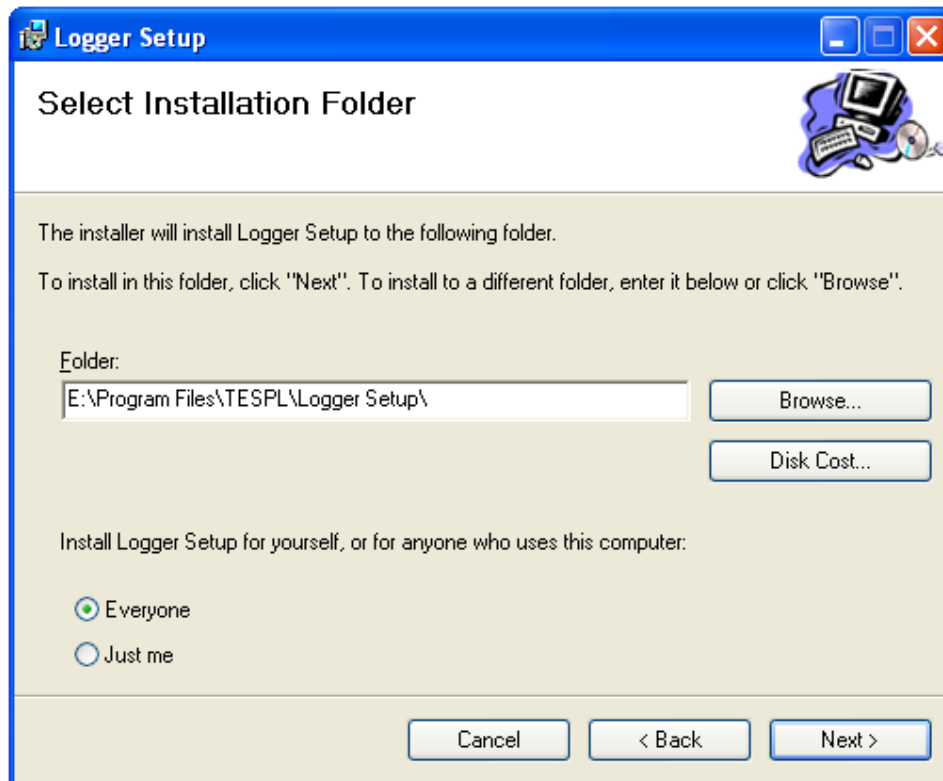 Logger Setup
Select Installation Folder
The installer will install Logger Setup to the following folder.
To install in this folder, click "Next". To install to a different folder, enter it below or click "Browse".
Folder:
E:\Program Files\TESPL\Logger Setup\
Browse...
Disk Cost...
Install Logger Setup for yourself, or for anyone who uses this computer:
Everyone
Just me
Cancel
< Back
Next >